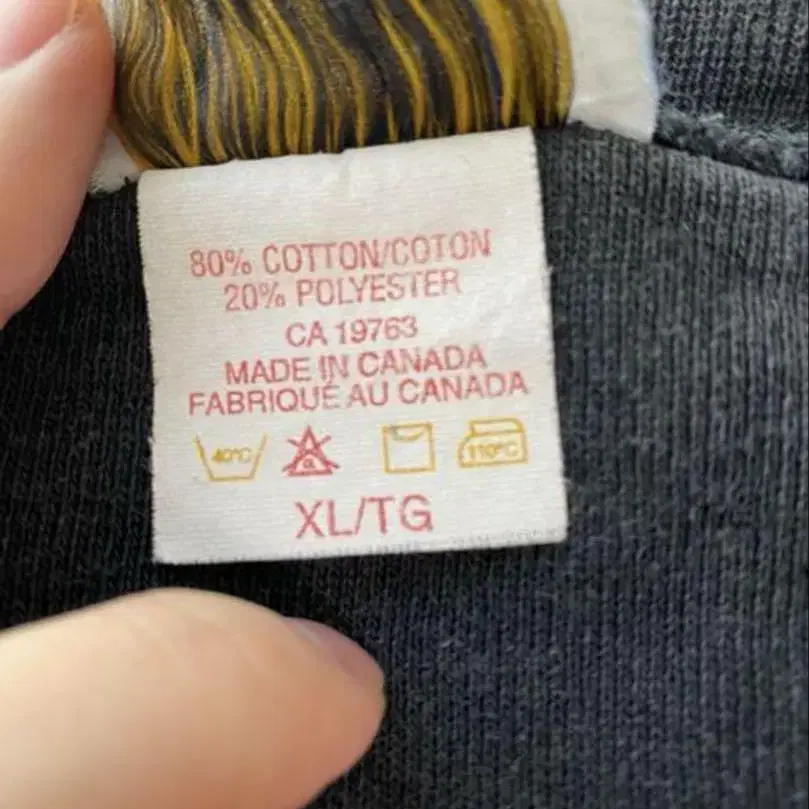 80% COTTON/COTON
20% POLYESTER
CA 19763
MADE IN CANADA
FABRIQUÉ AU CANADA
40°C 110°C
XL/TG